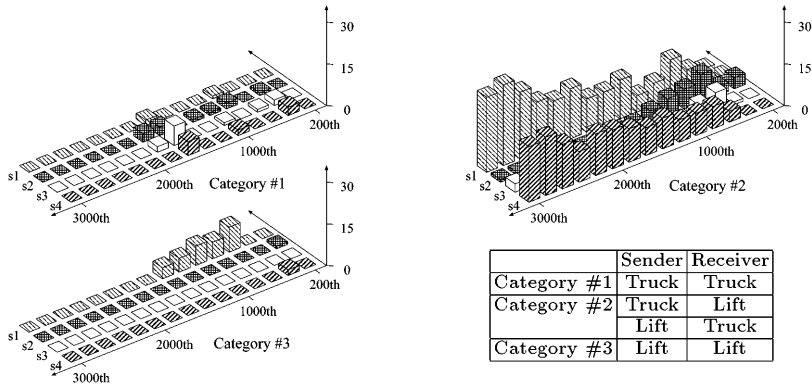 30
15
0
200th
1000th
2000th
3000th
s1
s2
s3
s4
Category #1
30
15
0
200th
1000th
2000th
3000th
s1
s2
s3
s4
Category #2
30
15
0
200th
1000th
2000th
3000th
s1
s2
s3
s4
Category #3
Sender Receiver
Category #1 Truck Truck
Category #2 Truck Lift
Lift Truck
Category #3 Lift Lift